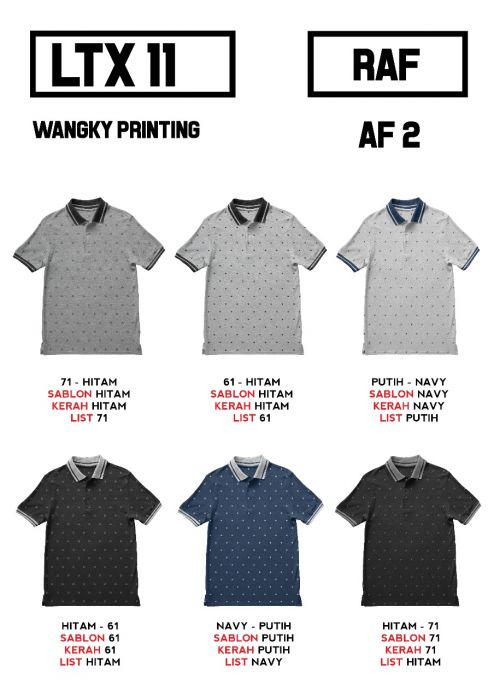 LTX 11
RAF
WANGKY PRINTING
AF 2
71 - HITAM
SABLON HITAM
KERAH HITAM
LIST 71
61 - HITAM
SABLON HITAM
KERAH HITAM
LIST 61
PUTIH - NAVY
SABLON NAVY
KERAH NAVY
LIST PUTIH
HITAM - 61
SABLON 61
KERAH 61
LIST HITAM
NAVY - PUTIH
SABLON PUTIH
KERAH PUTIH
LIST NAVY
HITAM - 71
SABLON 71
KERAH 71
LIST HITAM